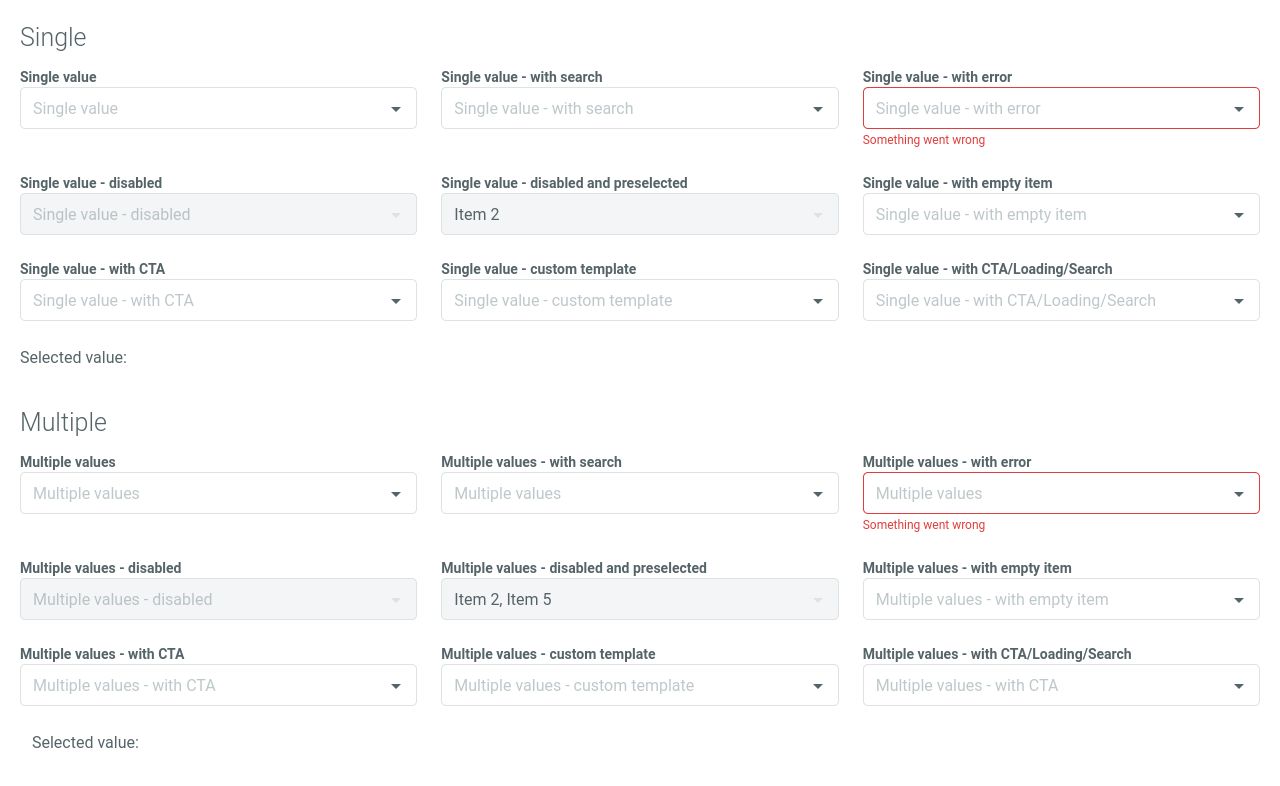 Single
Single value
Single value - with search
Single value - with error
Single value
Single value - with search
Single value - with error
Something went wrong
Single value - disabled
Single value - disabled and preselected
Single value - with empty item
Single value - disabled
Item 2
Single value - with empty item
Single value - with CTA
Single value - custom template
Single value - with CTA/Loading/Search
Single value - with CTA
Single value - custom template
Single value - with CTA/Loading/Search
Selected value:
Multiple
Multiple values
Multiple values - with search
Multiple values - with error
Multiple values
Multiple values
Multiple values
Something went wrong
Multiple values - disabled
Multiple values - disabled and preselected
Multiple values - with empty item
Multiple values - disabled
Item 2, Item 5
Multiple values - with empty item
Multiple values - with CTA
Multiple values - custom template
Multiple values - with CTA/Loading/Search
Multiple values - with CTA
Multiple values - custom template
Multiple values - with CTA
Selected value: